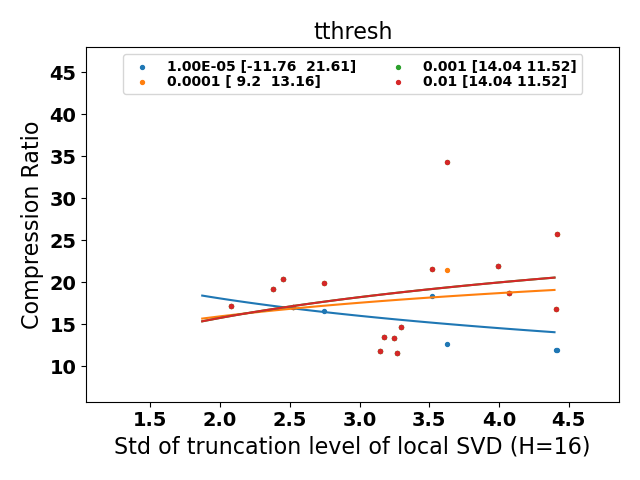 tthresh
1.00E-05 [-11.76  21.61]
0.0001 [ 9.2  13.16]
0.001 [14.04 11.52]
0.01 [14.04 11.52]
Compression Ratio
45
40
35
30
25
20
15
10
1.5 2.0 2.5 3.0 3.5 4.0 4.5
Std of truncation level of local SVD (H=16)